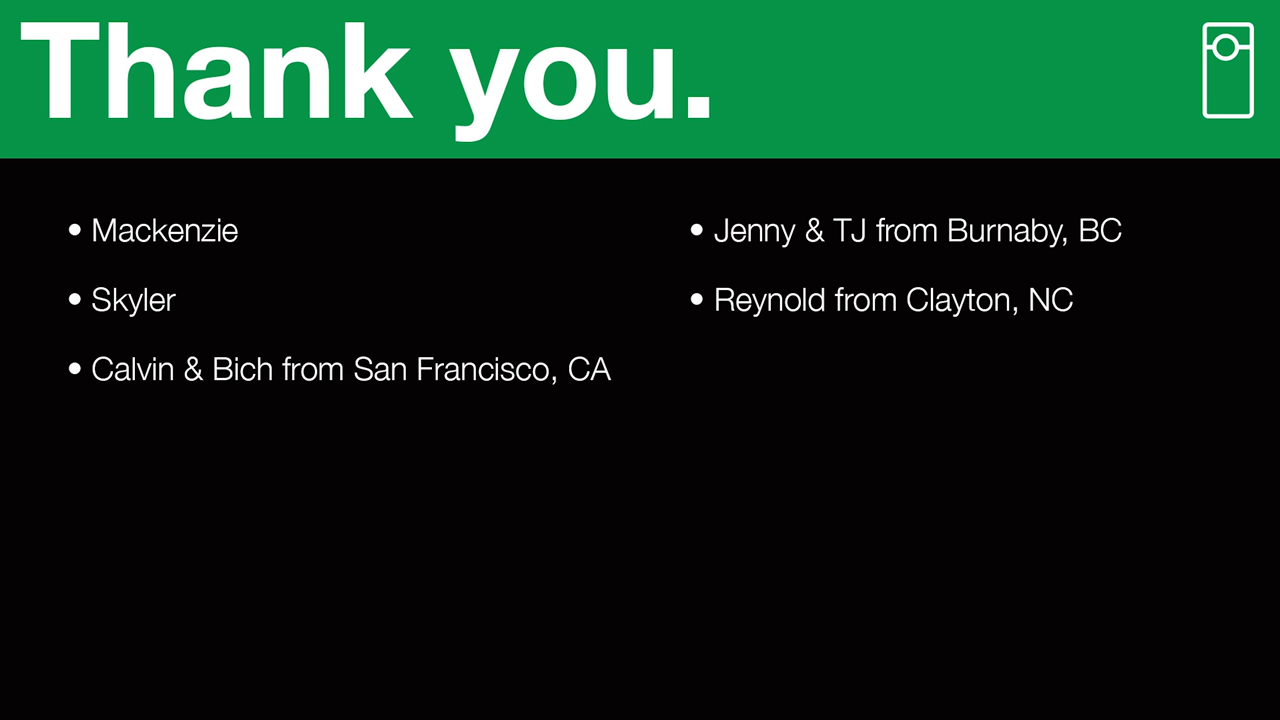 Thank you.
• Mackenzie
• Skyler
• Calvin & Bich from San Francisco, CA
• Jenny & TJ from Burnaby, BC
• Reynold from Clayton, NC